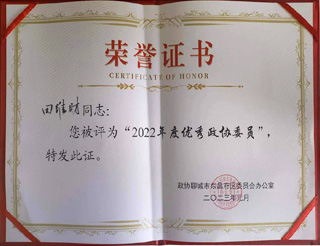 荣誉证书
CERTIFICATE OF HONOR
田维财同志:
您被评为“2022年度优秀政协委员”,
特发此证。
政协聊城市东昌府区委员会办公室
二〇二三年元月